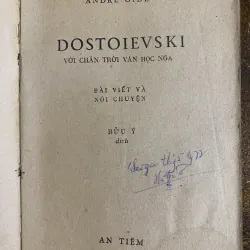 ANDRÉ GIDE
DOSTOIEVSKI
VỚI CHÂN TRỜI VĂN HỌC NGA
BÀI VIẾT VÀ
NÓI CHUYỆN
BỬU Ý
dịch
AN TIÊM